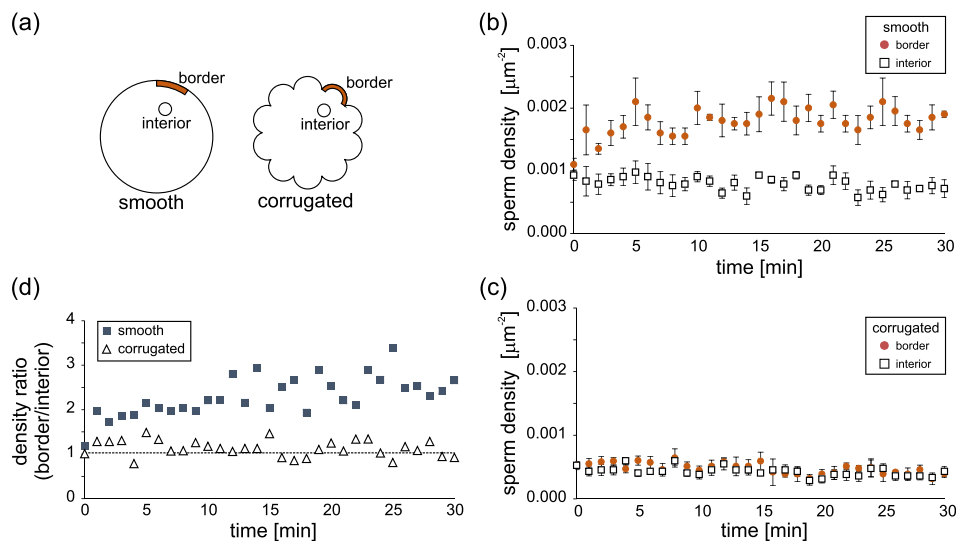 (a)
border
interior
smooth
border
interior
corrugated
(b)
sperm density [μm⁻²]
0.003
0.002
0.001
0.000
0 5 10 15 20 25 30
time [min]
smooth
border
interior
(d)
density ratio
(border/interior)
4
3
2
1
0
0 5 10 15 20 25 30
time [min]
smooth
corrugated
(c)
sperm density [μm⁻²]
0.003
0.002
0.001
0.000
0 5 10 15 20 25 30
time [min]
corrugated
border
interior